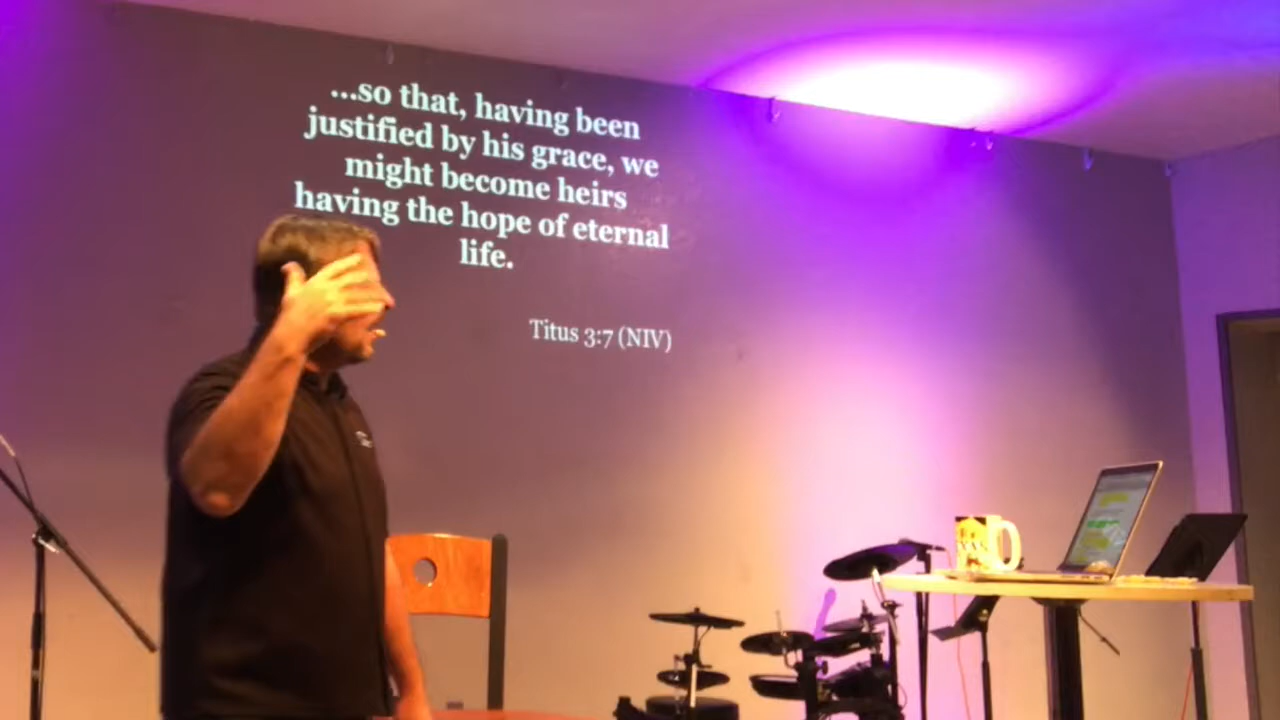 ...so that, having been
justified by his grace, we
might become heirs
having the hope of eternal
life.
Titus 3:7 (NIV)